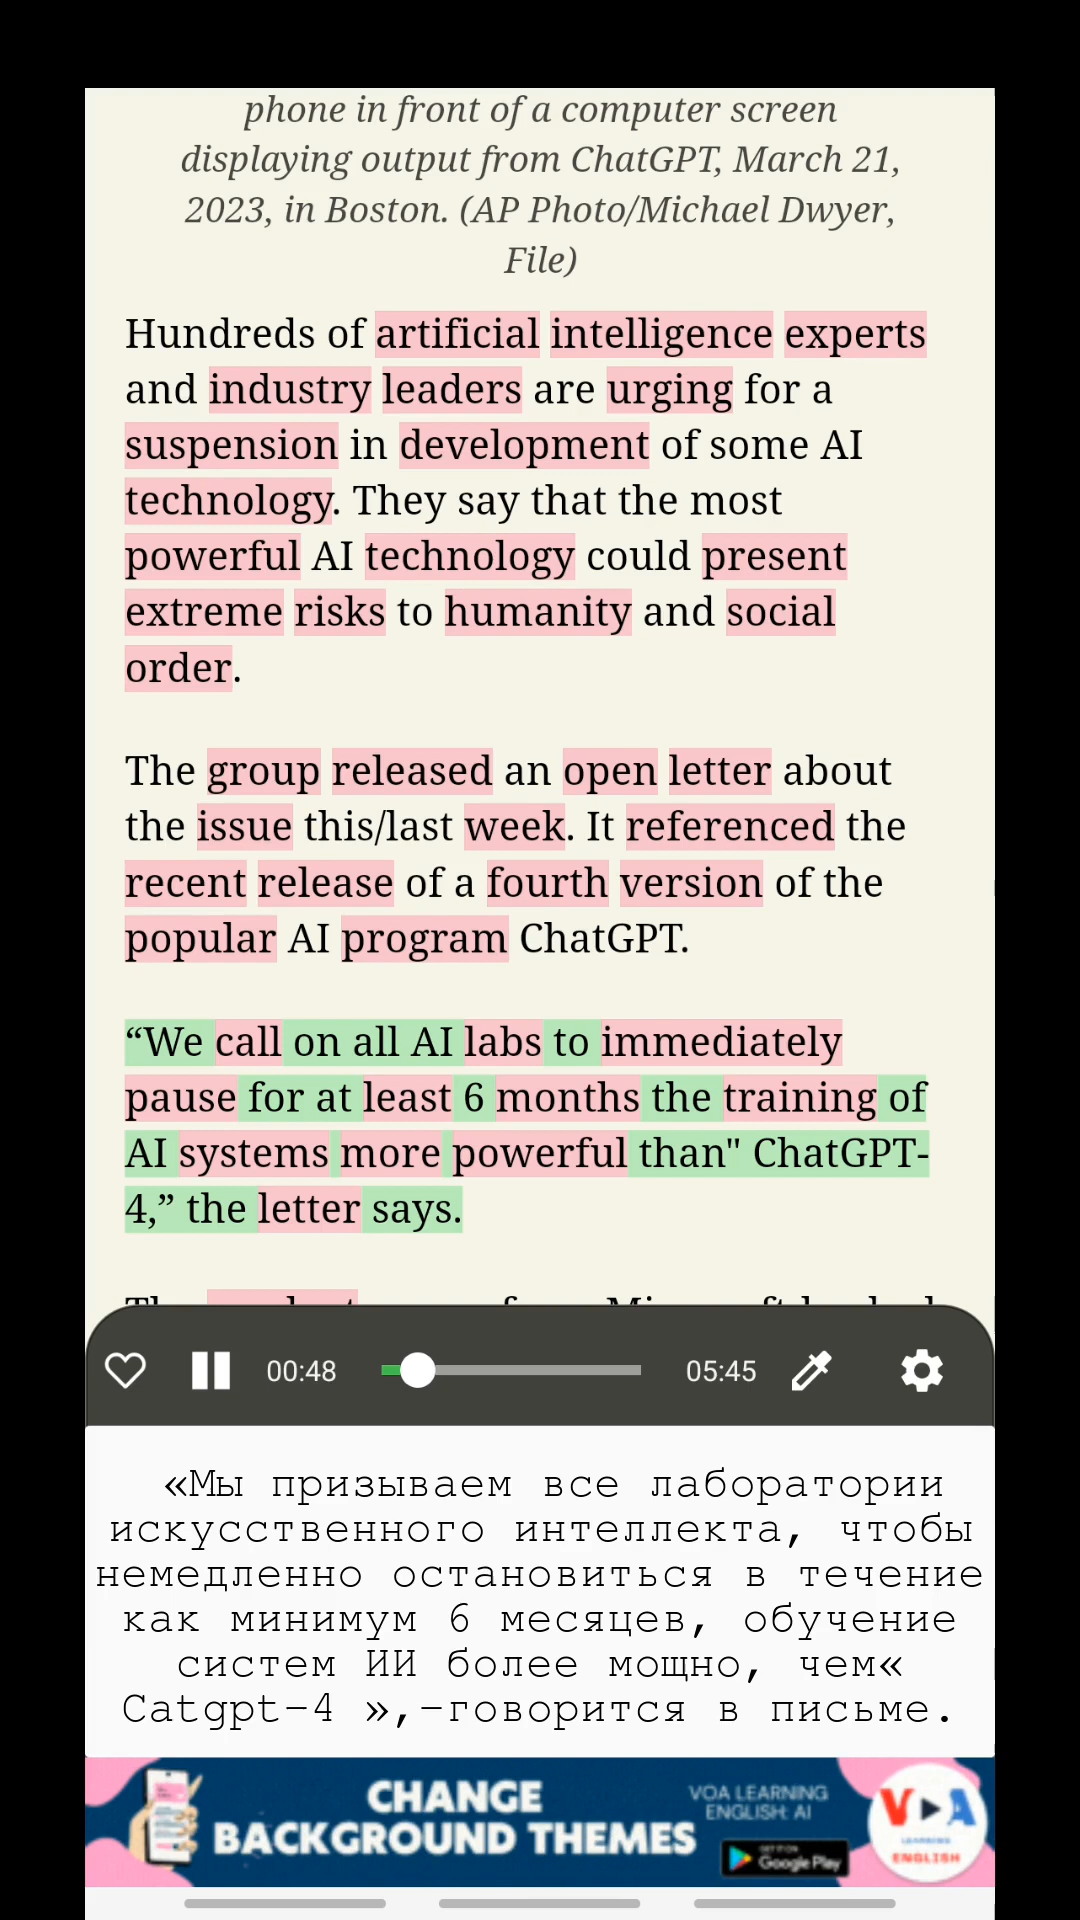 phone in front of a computer screen
displaying output from ChatGPT, March 21,
2023, in Boston. (AP Photo/Michael Dwyer,
File)
Hundreds of artificial intelligence experts
and industry leaders are urging for a
suspension in development of some AI
technology. They say that the most
powerful AI technology could present
extreme risks to humanity and social
order.
The group released an open letter about
the issue this/last week. It referenced the
recent release of a fourth version of the
popular AI program ChatGPT.
“We call on all AI labs to immediately
pause for at least 6 months the training of
AI systems more powerful than" ChatGPT-
4,” the letter says.
00:48
05:45
«Мы призываем все лаборатории
искусственного интеллекта, чтобы
немедленно остановиться в течение
как минимум 6 месяцев, обучение
систем ИИ более мощно, чем«
Catgpt-4 »,-говорится в письме.
CHANGE
BACKGROUND THEMES
VOA LEARNING
ENGLISH: AI
GET IT ON
Google Play
VOA
LEARNING
ENGLISH